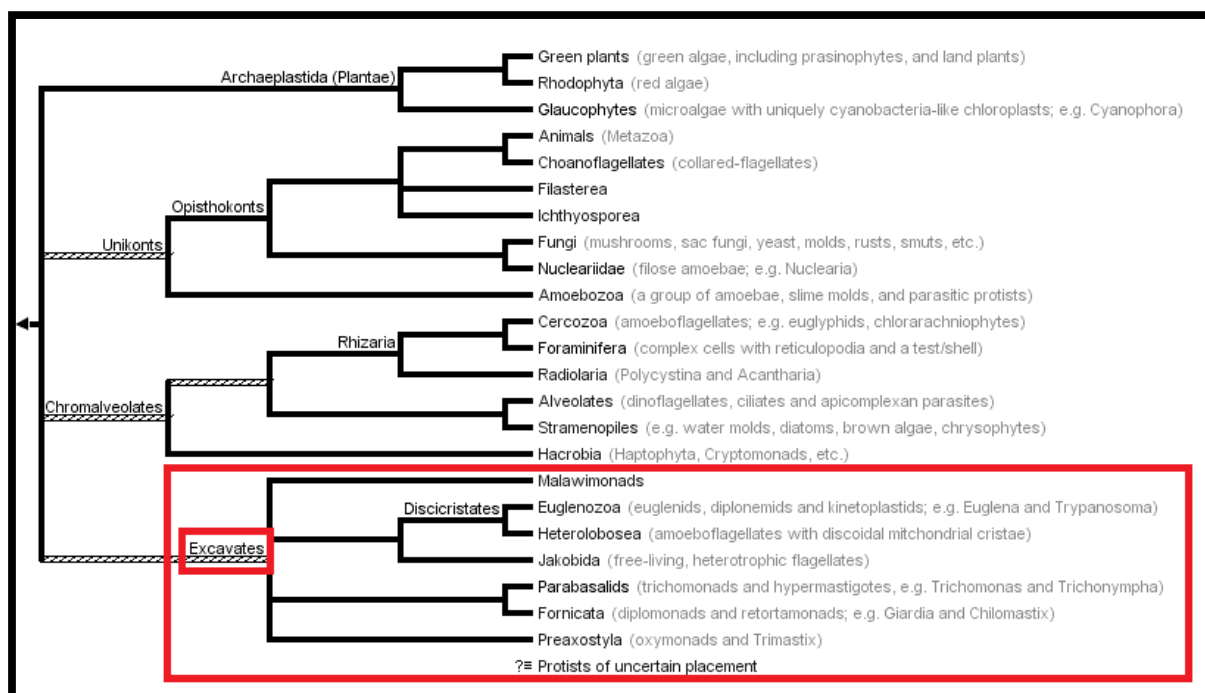 Green plants (green algae, including prasinophytes, and land plants)
Archaeplastida (Plantae)
Rhodophyta (red algae)
Glaucophytes (microalgae with uniquely cyanobacteria-like chloroplasts; e.g. Cyanophora)
Animals (Metazoa)
Choanoflagellates (collared-flagellates)
Filasterea
Opisthokonts
Ichthyosporea
Unikonts
Fungi (mushrooms, sac fungi, yeast, molds, rusts, smuts, etc.)
Nucleariidae (filose amoebae; e.g. Nuclearia)
Amoebozoa (a group of amoebae, slime molds, and parasitic protists)
Cercozoa (amoeboflagellates; e.g. euglyphids, chlorarachniophytes)
Rhizaria
Foraminifera (complex cells with reticulopodia and a test/shell)
Radiolaria (Polycystina and Acantharia)
Alveolates (dinoflagellates, ciliates and apicomplexan parasites)
Chromalveolates
Stramenopiles (e.g. water molds, diatoms, brown algae, chrysophytes)
Hacrobia (Haptophyta, Cryptomonads, etc.)
Malawimonads
Discicristates
Euglenozoa (euglenids, diplonemids and kinetoplastids; e.g. Euglena and Trypanosoma)
Heterolobosea (amoeboflagellates with discoidal mitchondrial cristae)
Excavates
Jakobida (free-living, heterotrophic flagellates)
Parabasalids (trichomonads and hypermastigotes, e.g. Trichomonas and Trichonympha)
Fornicata (diplomonads and retortamonads; e.g. Giardia and Chilomastix)
Preaxostyla (oxymonads and Trimastix)
?≡ Protists of uncertain placement